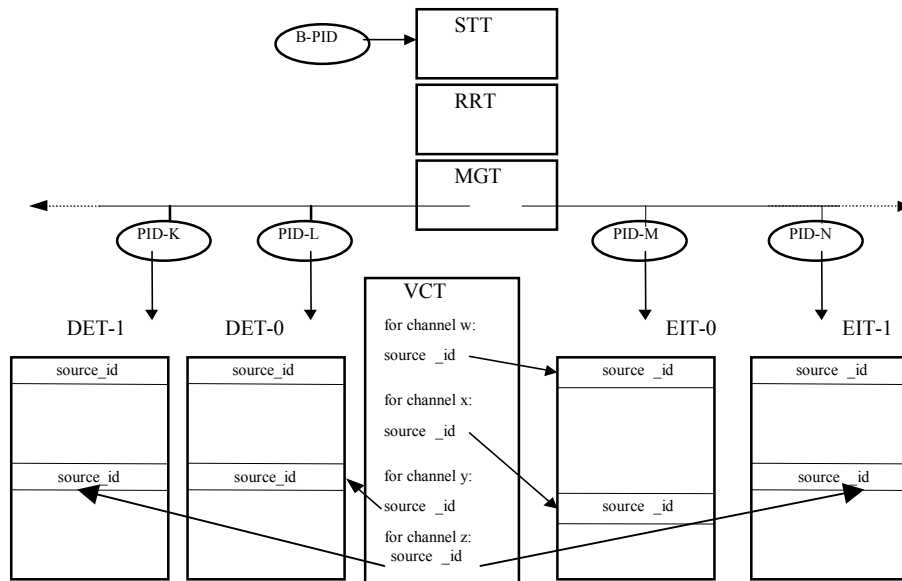 B-PID
STT
RRT
MGT
PID-K
PID-L
PID-M
PID-N
DET-1
DET-0
VCT
EIT-0
EIT-1
for channel w:
source _id
for channel x:
source _id
for channel y:
source _id
for channel z:
source _id
source_id
source_id
source_id
source_id
source _id
source _id
source _id
source _id